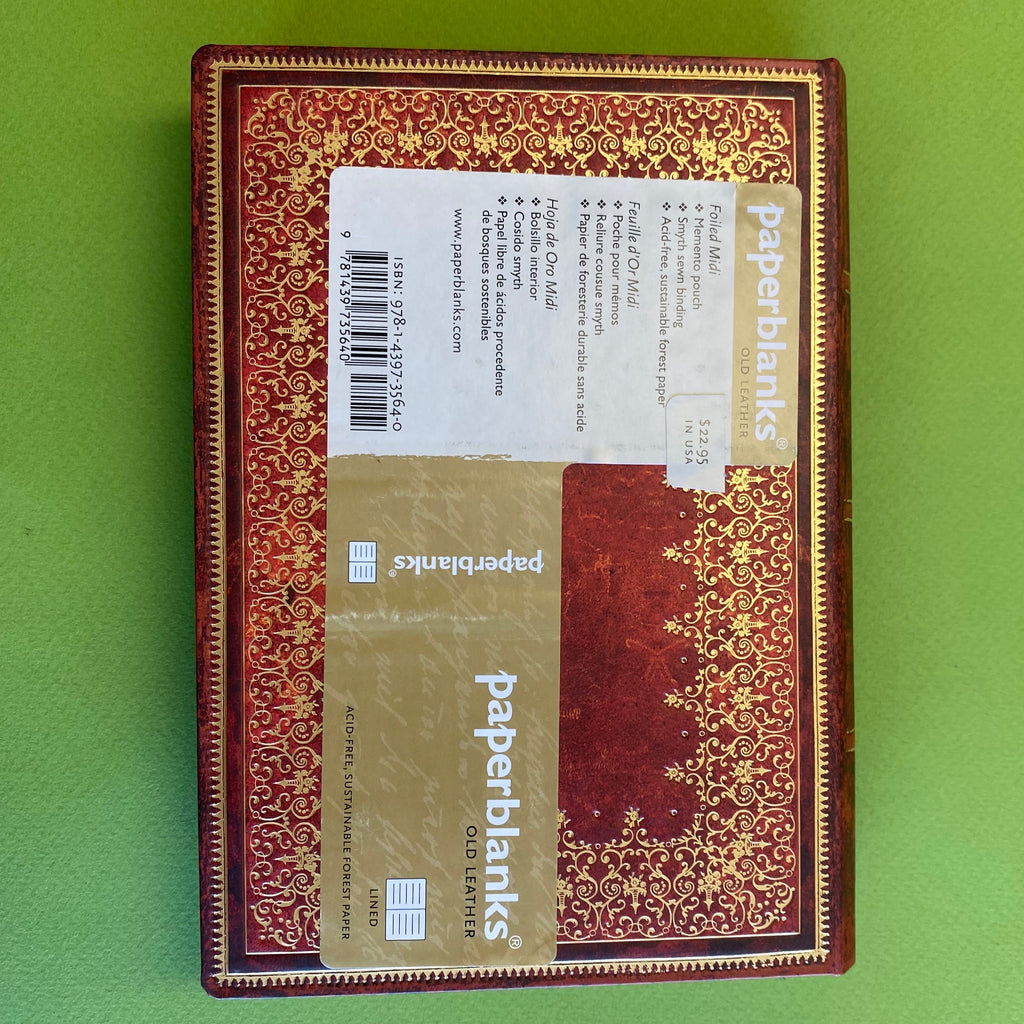 paperblanks®
OLD LEATHER
$22.95
IN USA
Foiled Midi
❖ Memento pouch
❖ Smyth sewn binding
❖ Acid-free, sustainable forest paper
Feuille d'Or Midi
❖ Poche pour mémos
❖ Reliure cousue smyth
❖ Papier de foresterie durable sans acide
Hoja de Oro Midi
❖ Bolsillo interior
❖ Cosido smyth
❖ Papel libre de ácidos procedente
de bosques sostenibles
www.paperblanks.com
ISBN: 978-1-4397-3564-0
9 781439 735640
paperblanks®
paperblanks®
OLD LEATHER
LINED
ACID-FREE, SUSTAINABLE FOREST PAPER